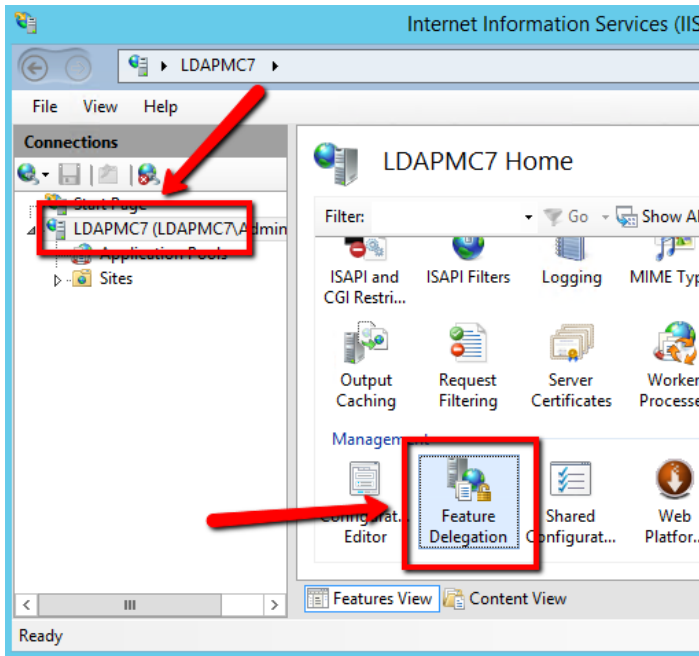 Internet Information Services (IIS
LDAPMC7
File View Help
Connections
Start Page
LDAPMC7 (LDAPMC7\Admin
Application Pools
Sites
LDAPMC7 Home
Filter: Go Show Al
ISAPI and CGI Restri...
ISAPI Filters
Logging
MIME Typ
Output Caching
Request Filtering
Server Certificates
Worker Processe
Management
Configurat... Editor
Feature Delegation
Shared Configurat...
Web Platfor...
Features View Content View
Ready